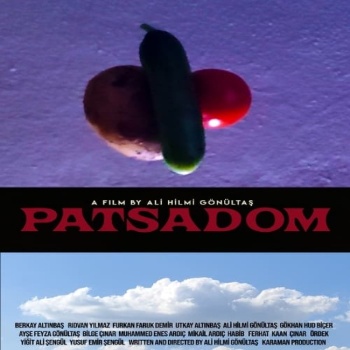 A FILM BY ALİ HİLMİ GÖNÜLTAŞ
PATSADOM
BERKAY ALTINBAŞ RIDVAN YILMAZ FURKAN FARUK DEMİR UTKAY ALTINBAŞ ALİ HİLMİ GÖNÜLTAŞ GÖKHAN HUD BİÇER
AYŞE FEYZA GÖNÜLTAŞ BİLGE ÇINAR MUHAMMED ENES ARDIÇ MİKAİL ARDIÇ HABİB FERHAT KAAN ÇINAR ÖRDEK
YİĞİT ALİ ŞENGÜL YUSUF EMİR ŞENGÜL WRITTEN AND DIRECTED BY ALİ HİLMİ GÖNÜLTAŞ KARAMAN PRODUCTION